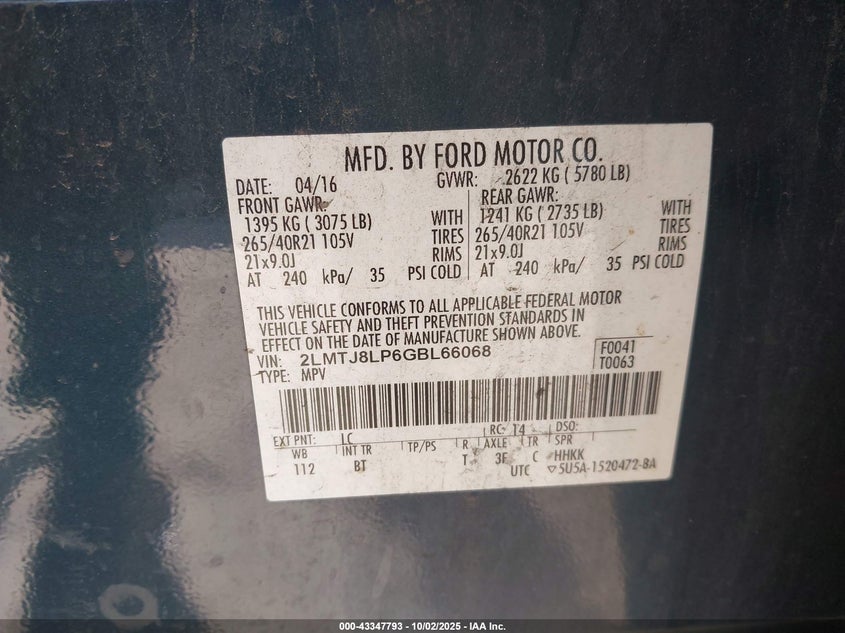 MFD. BY FORD MOTOR CO.
DATE: 04/16 GVWR: 2622 KG ( 5780 LB)
FRONT GAWR: REAR GAWR:
1395 KG ( 3075 LB) WITH 1241 KG ( 2735 LB) WITH
265/40R21 105V TIRES 265/40R21 105V TIRES
21x9.0J RIMS 21x9.0J RIMS
AT 240 kPa/ 35 PSI COLD AT 240 kPa/ 35 PSI COLD
THIS VEHICLE CONFORMS TO ALL APPLICABLE FEDERAL MOTOR
VEHICLE SAFETY AND THEFT PREVENTION STANDARDS IN
EFFECT ON THE DATE OF MANUFACTURE SHOWN ABOVE.
VIN: 2LMTJ8LP6GBL66068 F0041
TYPE: MPV T0063
EXT PNT: LC RC: T4 DSO:
WB INT TR TP/PS R AXLE TR SPR
112 BT T 3F C HHKK
UTC ▽5U5A-1520472-BA
000-43347793 - 10/02/2025 - IAA Inc.